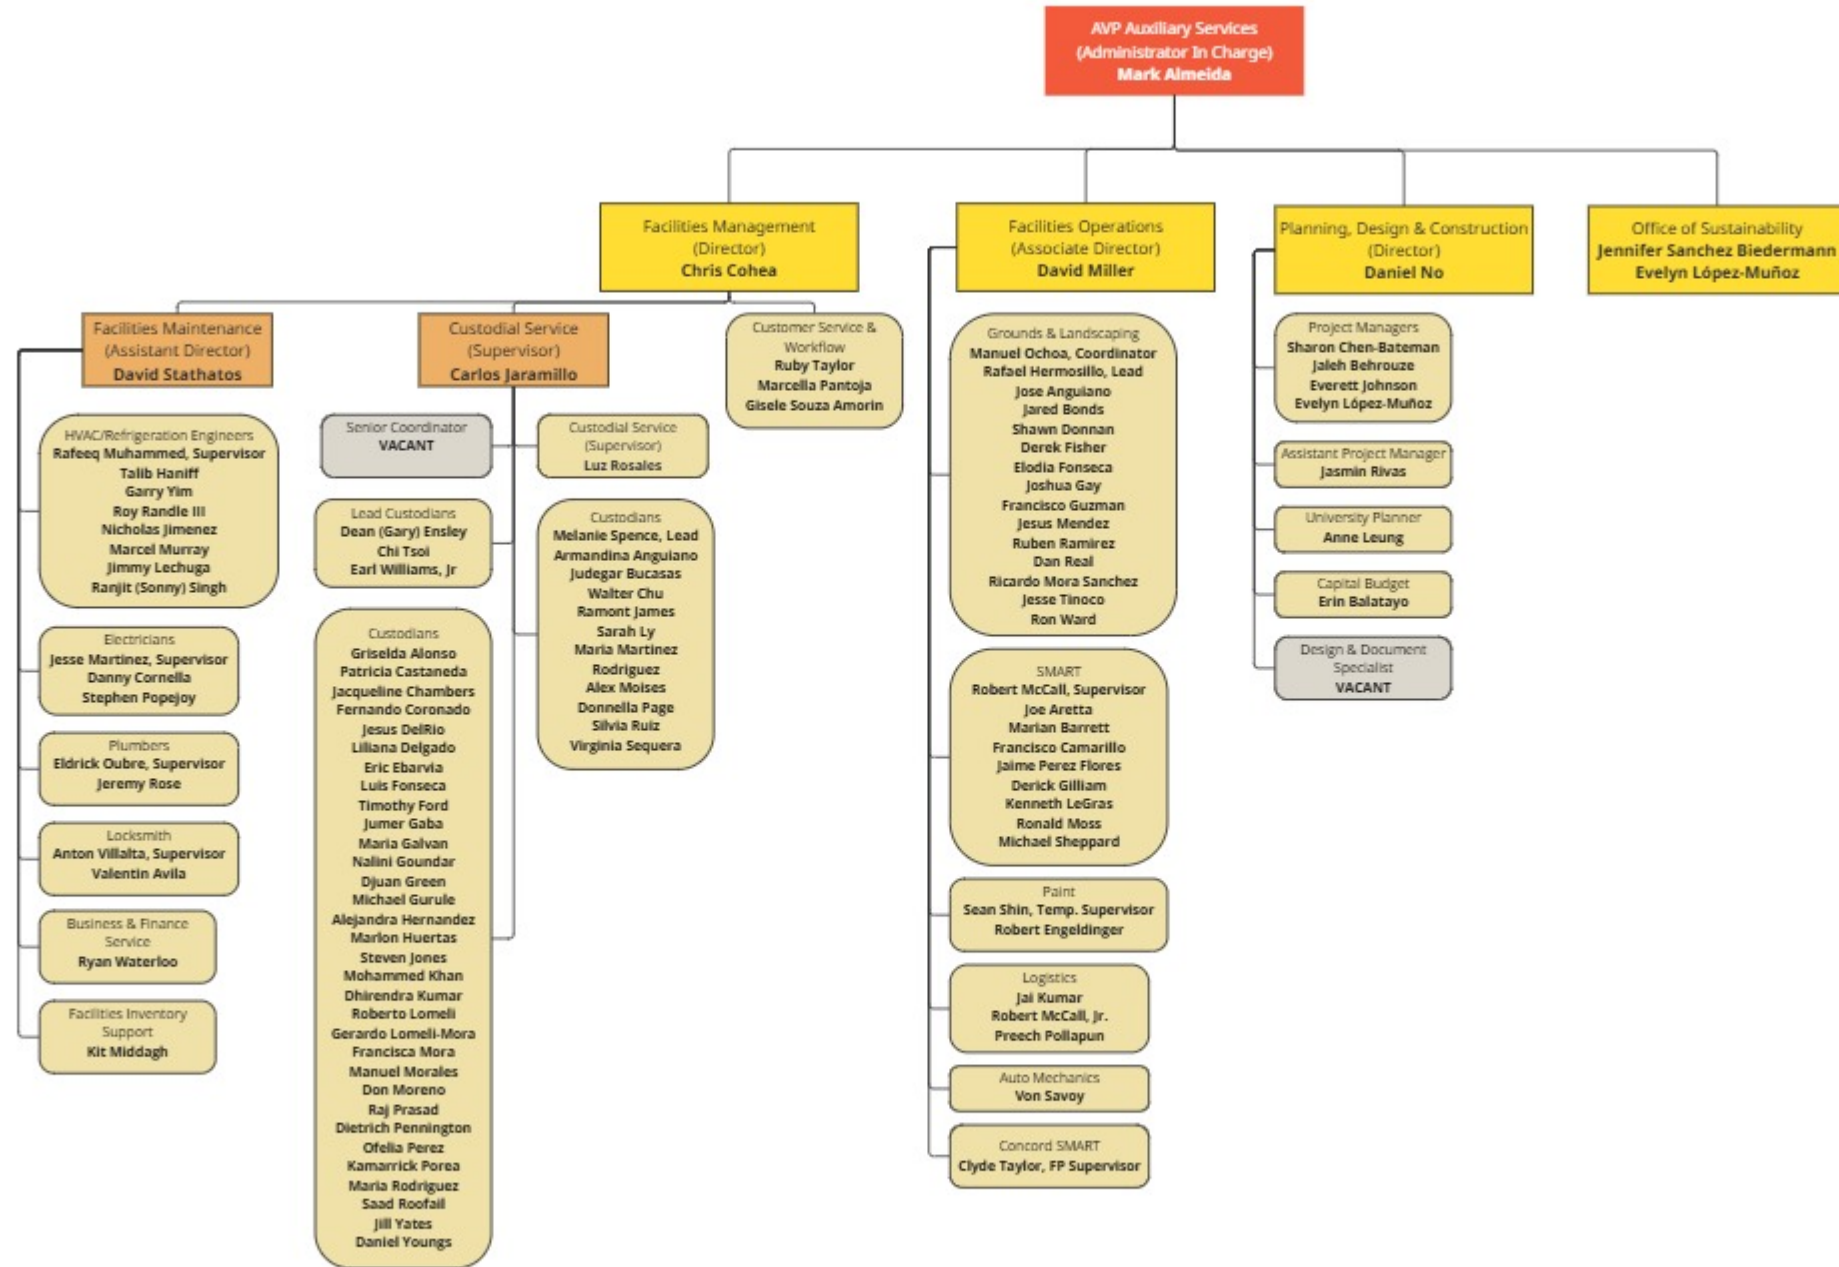 AVP Auxiliary Services
(Administrator In Charge)
Mark Almeida
Facilities Management
(Director)
Chris Cohea
Facilities Operations
(Associate Director)
David Miller
Planning, Design & Construction
(Director)
Daniel No
Office of Sustainability
Jennifer Sanchez Biedermann
Evelyn López-Muñoz
Facilities Maintenance
(Assistant Director)
David Stathatos
Custodial Service
(Supervisor)
Carlos Jaramillo
Customer Service &
Workflow
Ruby Taylor
Marcella Pantoja
Gisele Souza Amorin
HVAC/Refrigeration Engineers
Rafeeq Muhammed, Supervisor
Talib Haniff
Garry Yim
Roy Randle III
Nicholas Jimenez
Marcel Murray
Jimmy Lechuga
Ranjit (Sonny) Singh
Electricians
Jesse Martinez, Supervisor
Danny Cornella
Stephen Popejoy
Plumbers
Eldrick Oubre, Supervisor
Jeremy Rose
Locksmith
Anton Villalta, Supervisor
Valentin Avila
Business & Finance
Service
Ryan Waterloo
Facilities Inventory
Support
Kit Middagh
Senior Coordinator
VACANT
Custodial Service
(Supervisor)
Luz Rosales
Lead Custodians
Dean (Gary) Ensley
Chi Tsoi
Earl Williams, Jr
Custodians
Griselda Alonso
Patricia Castaneda
Jacqueline Chambers
Fernando Coronado
Jesus DelRio
Liliana Delgado
Eric Ebarvia
Luis Fonseca
Timothy Ford
Jumer Gaba
Maria Galvan
Nalini Goundar
Djuan Green
Michael Gurule
Alejandra Hernandez
Marlon Huertas
Steven Jones
Mohammed Khan
Dhirendra Kumar
Roberto Lomeli
Gerardo Lomeli-Mora
Francisca Mora
Manuel Morales
Don Moreno
Raj Prasad
Dietrich Pennington
Ofelia Perez
Kamarrick Porea
Maria Rodriguez
Saad Roofail
Jill Yates
Daniel Youngs
Custodians
Melanie Spence, Lead
Armandina Anguiano
Judegar Bucasas
Walter Chu
Ramont James
Sarah Ly
Maria Martinez
Rodriguez
Alex Moises
Donnella Page
Silvia Ruiz
Virginia Sequera
Grounds & Landscaping
Manuel Ochoa, Coordinator
Rafael Hermosillo, Lead
Jose Anguiano
Jared Bonds
Shawn Donnan
Derek Fisher
Elodia Fonseca
Joshua Gay
Francisco Guzman
Jesus Mendez
Ruben Ramirez
Dan Real
Ricardo Mora Sanchez
Jesse Tinoco
Ron Ward
SMART
Robert McCall, Supervisor
Joe Aretta
Marian Barrett
Francisco Camarillo
Jaime Perez Flores
Derick Gilliam
Kenneth LeGras
Ronald Moss
Michael Sheppard
Paint
Sean Shin, Temp. Supervisor
Robert Engeldinger
Logistics
Jai Kumar
Robert McCall, Jr.
Preech Pollapun
Auto Mechanics
Von Savoy
Concord SMART
Clyde Taylor, FP Supervisor
Project Managers
Sharon Chen-Bateman
Jaleh Behrouze
Everett Johnson
Evelyn López-Muñoz
Assistant Project Manager
Jasmin Rivas
University Planner
Anne Leung
Capital Budget
Erin Balatayo
Design & Document
Specialist
VACANT